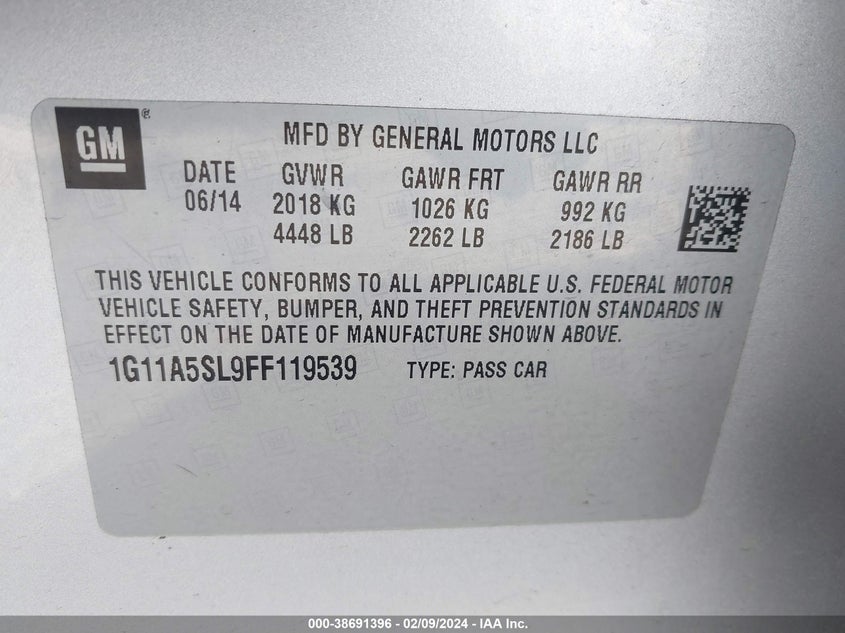 GM®
MFD BY GENERAL MOTORS LLC
DATE GVWR GAWR FRT GAWR RR
06/14 2018 KG 1026 KG 992 KG
4448 LB 2262 LB 2186 LB
THIS VEHICLE CONFORMS TO ALL APPLICABLE U.S. FEDERAL MOTOR
VEHICLE SAFETY, BUMPER, AND THEFT PREVENTION STANDARDS IN
EFFECT ON THE DATE OF MANUFACTURE SHOWN ABOVE.
1G11A5SL9FF119539 TYPE: PASS CAR
000-38691396 - 02/09/2024 - IAA Inc.